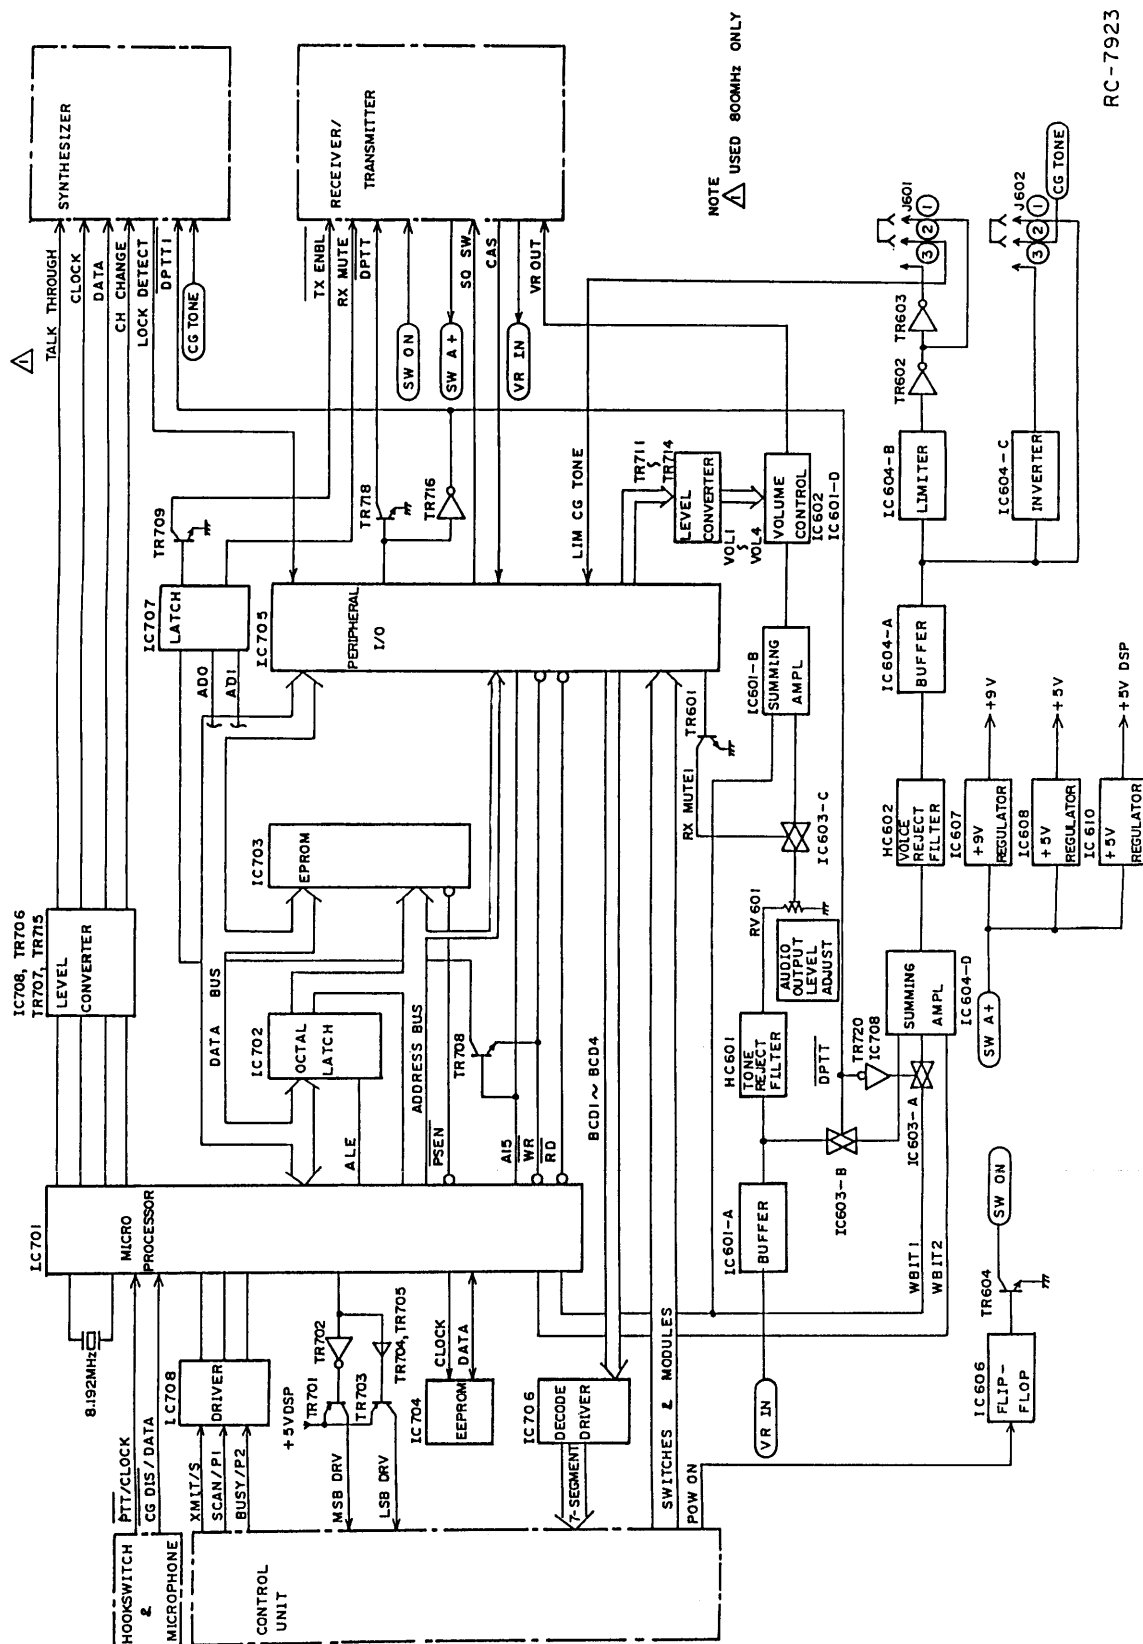 SYNTHESIZER
RECEIVER/
TRANSMITTER
NOTE
1 USED 800MHz ONLY
RC-7923
1
TALK THROUGH
CLOCK
DATA
CH CHANGE
LOCK DETECT
DPTT1
CG TONE
TX ENBL
RX MUTE
DPTT
SW ON
SW A+
SQ SW
CAS
VR IN
VR OUT
J601
3 2 1
J602
3 2 1
CG TONE
TR709
TR718
TR716
LIM CG TONE
TR711
~
TR714
LEVEL
CONVERTER
VOL1
~
VOL4
VOLUME
CONTROL
IC602
IC601-D
TR603
TR602
IC604-B
LIMITER
IC604-C
INVERTER
IC707
LATCH
AD0
AD1
IC705
PERIPHERAL
I/O
IC601-B
SUMMING
AMPL
TR601
RX MUTE1
IC603-C
IC604-A
BUFFER
+9V
+5V
+5V DSP
IC708, TR706
TR707, TR715
LEVEL
CONVERTER
DATA BUS
IC703
EPROM
IC702
OCTAL
LATCH
ALE
ADDRESS BUS
TR708
PSEN
A15
WR
RD
BCD1~BCD4
RV601
AUDIO
OUTPUT
LEVEL
ADJUST
HC601
TONE
REJECT
FILTER
HC602
VOICE
REJECT
FILTER
IC607
+9V
REGULATOR
IC608
+5V
REGULATOR
IC610
+5V
REGULATOR
DPTT
TR720
IC708
SUMMING
AMPL
IC604-D
IC603-A
IC603-B
SW A+
IC701
MICRO
PROCESSOR
8.192MHz
IC708
DRIVER
+5VDSP
TR701
TR702
TR703
TR704, TR705
CLOCK
DATA
IC704
EEPROM
IC706
DECODE
DRIVER
7-SEGMENT
SWITCHES & MODULES
POW ON
IC601-A
BUFFER
VR IN
WBIT1
WBIT2
IC606
FLIP-
FLOP
TR604
SW ON
HOOKSWITCH
&
MICROPHONE
PTT/CLOCK
CG DIS/DATA
XMIT/S
SCAN/P1
BUSY/P2
MSB DRV
LSB DRV
CONTROL
UNIT